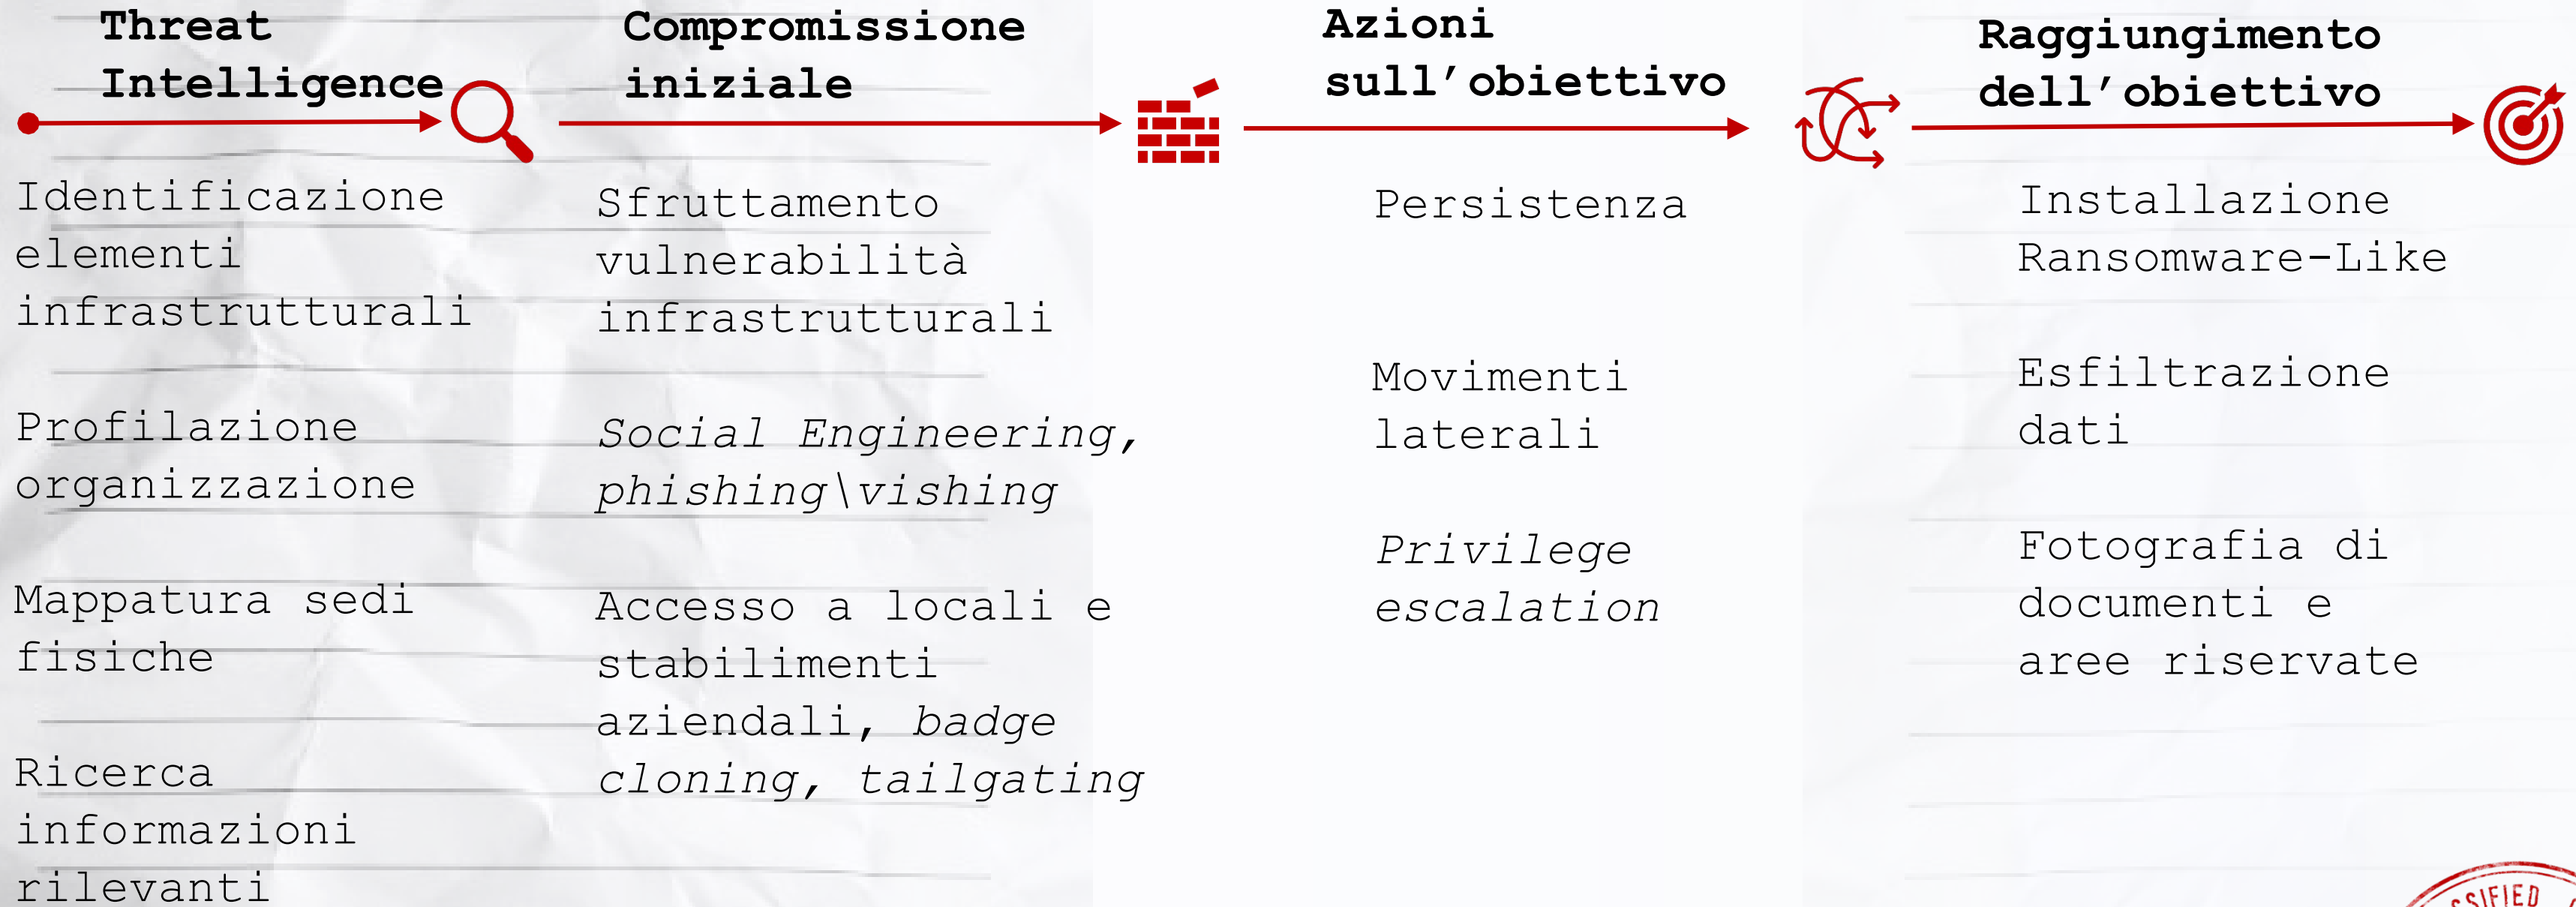 Threat
Intelligence
Identificazione
elementi
infrastrutturali
Profilazione
organizzazione
Mappatura sedi
fisiche
Ricerca
informazioni
rilevanti
Compromissione
iniziale
Sfruttamento
vulnerabilità
infrastrutturali
Social Engineering,
phishing\vishing
Accesso a locali e
stabilimenti
aziendali, badge
cloning, tailgating
Azioni
sull’obiettivo
Persistenza
Movimenti
laterali
Privilege
escalation
Raggiungimento
dell’obiettivo
Installazione
Ransomware-Like
Esfiltrazione
dati
Fotografia di
documenti e
aree riservate